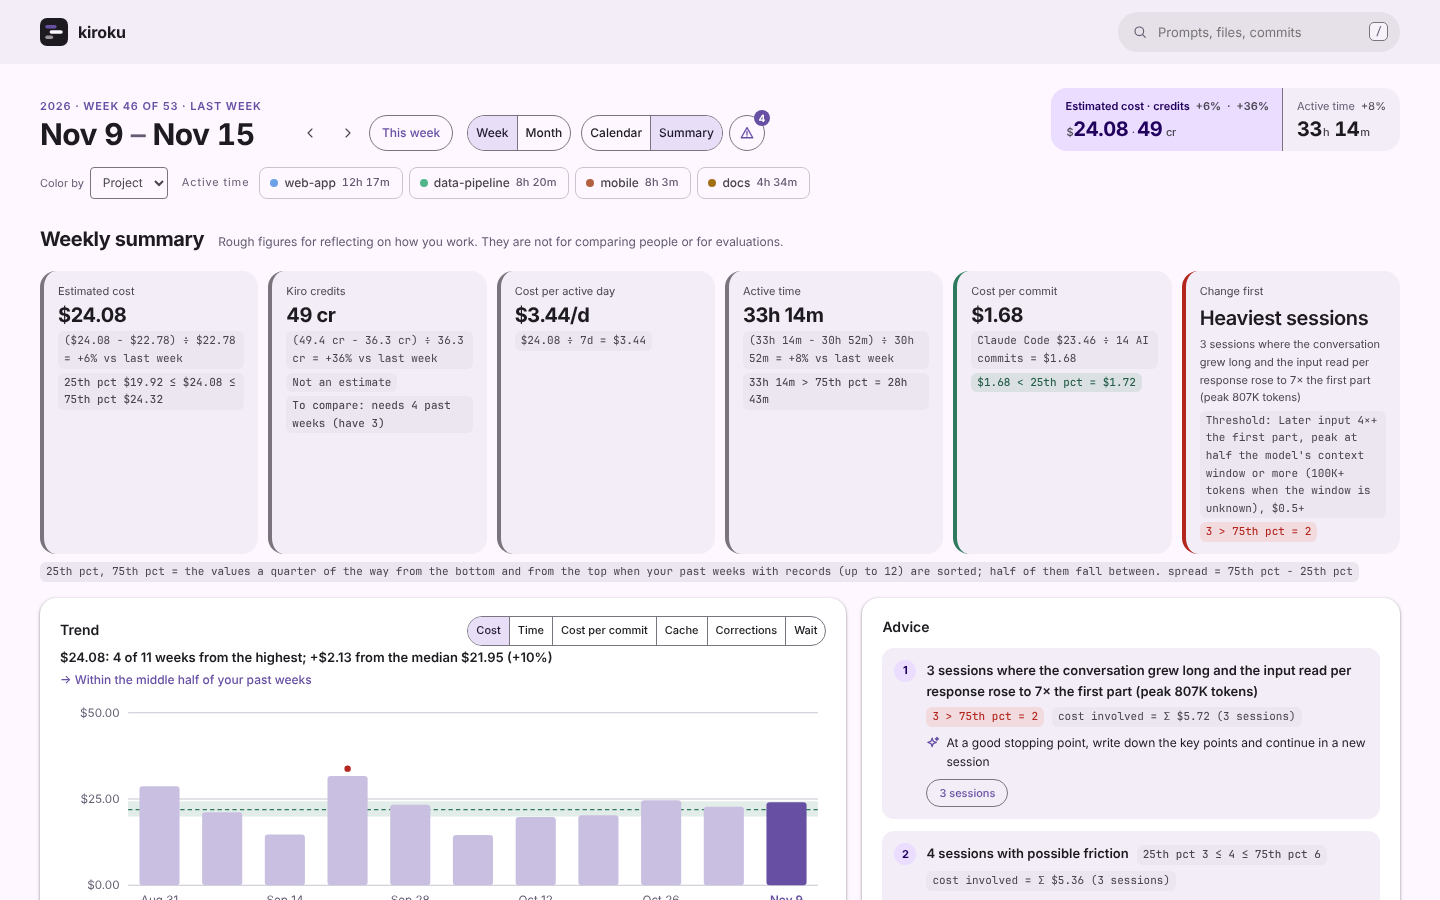 kiroku
Prompts, files, commits
/
2026 · WEEK 46 OF 53 · LAST WEEK
Nov 9 – Nov 15
This week
Week
Month
Calendar
Summary
4
Estimated cost · credits +6% · +36%
$24.08 · 49 cr
Active time +8%
33h 14m
Color by
Project
Active time
web-app 12h 17m
data-pipeline 8h 20m
mobile 8h 3m
docs 4h 34m
Weekly summary
Rough figures for reflecting on how you work. They are not for comparing people or for evaluations.
Estimated cost
$24.08
($24.08 - $22.78) ÷ $22.78
= +6% vs last week
25th pct $19.92 ≤ $24.08 ≤
75th pct $24.32
Kiro credits
49 cr
(49.4 cr - 36.3 cr) ÷ 36.3
cr = +36% vs last week
Not an estimate
To compare: needs 4 past
weeks (have 3)
Cost per active day
$3.44/d
$24.08 ÷ 7d = $3.44
Active time
33h 14m
(33h 14m - 30h 52m) ÷ 30h
52m = +8% vs last week
33h 14m > 75th pct = 28h
43m
Cost per commit
$1.68
Claude Code $23.46 ÷ 14 AI
commits = $1.68
$1.68 < 25th pct = $1.72
Change first
Heaviest sessions
3 sessions where the conversation
grew long and the input read per
response rose to 7× the first part
(peak 807K tokens)
Threshold: Later input 4×+
the first part, peak at
half the model's context
window or more (100K+
tokens when the window is
unknown), $0.5+
3 > 75th pct = 2
25th pct, 75th pct = the values a quarter of the way from the bottom and from the top when your past weeks with records (up to 12) are sorted; half of them fall between. spread = 75th pct - 25th pct
Trend
Cost
Time
Cost per commit
Cache
Corrections
Wait
$24.08: 4 of 11 weeks from the highest; +$2.13 from the median $21.95 (+10%)
→ Within the middle half of your past weeks
$50.00
$25.00
$0.00
Aug 31
Sep 14
Sep 28
Oct 12
Oct 26
Nov 9
Advice
1
3 sessions where the conversation grew long and the input read per
response rose to 7× the first part (peak 807K tokens)
3 > 75th pct = 2
cost involved = Σ $5.72 (3 sessions)
At a good stopping point, write down the key points and continue in a new
session
3 sessions
2
4 sessions with possible friction
25th pct 3 ≤ 4 ≤ 75th pct 6
cost involved = Σ $5.36 (3 sessions)